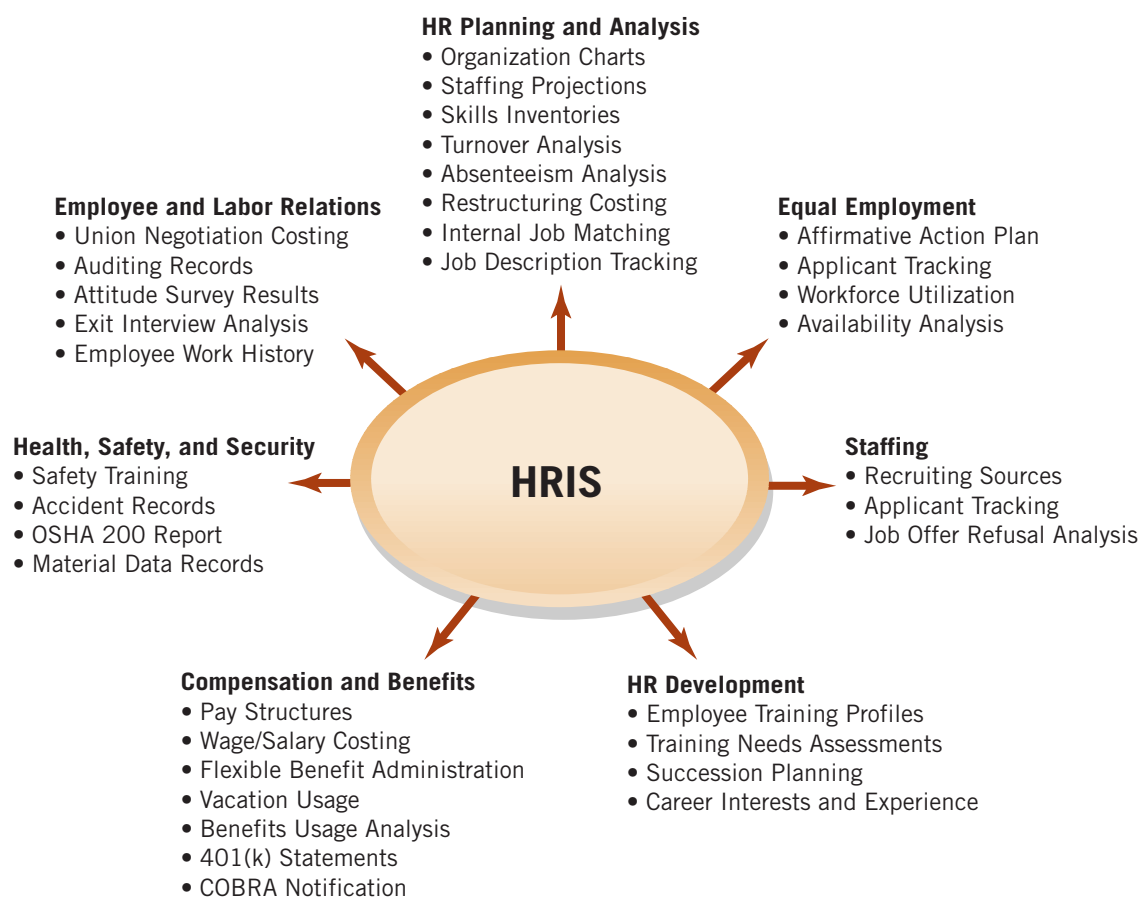 HR Planning and Analysis
• Organization Charts
• Staffing Projections
• Skills Inventories
• Turnover Analysis
• Absenteeism Analysis
• Restructuring Costing
• Internal Job Matching
• Job Description Tracking
Employee and Labor Relations
• Union Negotiation Costing
• Auditing Records
• Attitude Survey Results
• Exit Interview Analysis
• Employee Work History
Equal Employment
• Affirmative Action Plan
• Applicant Tracking
• Workforce Utilization
• Availability Analysis
Health, Safety, and Security
• Safety Training
• Accident Records
• OSHA 200 Report
• Material Data Records
HRIS
Staffing
• Recruiting Sources
• Applicant Tracking
• Job Offer Refusal Analysis
Compensation and Benefits
• Pay Structures
• Wage/Salary Costing
• Flexible Benefit Administration
• Vacation Usage
• Benefits Usage Analysis
• 401(k) Statements
• COBRA Notification
HR Development
• Employee Training Profiles
• Training Needs Assessments
• Succession Planning
• Career Interests and Experience